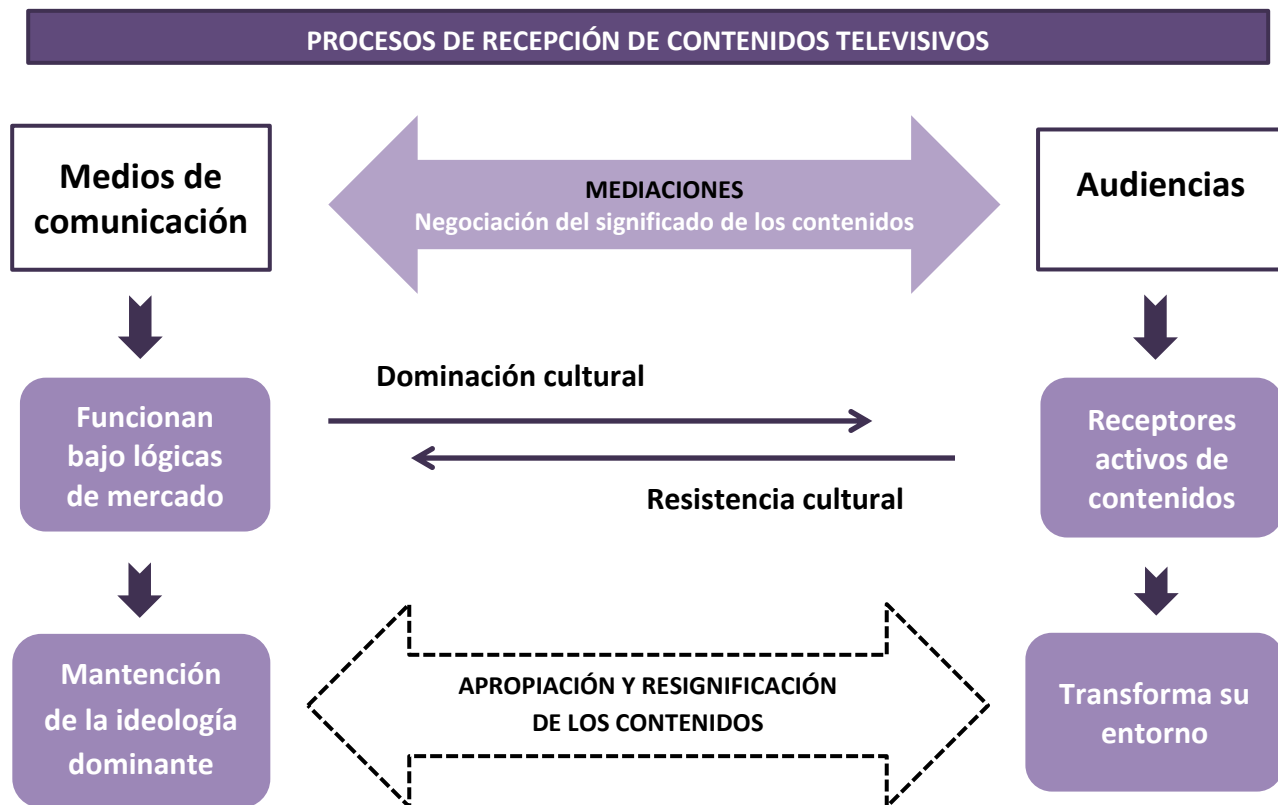 PROCESOS DE RECEPCIÓN DE CONTENIDOS TELEVISIVOS
Medios de
comunicación
MEDIACIONES
Negociación del significado de los contenidos
Audiencias
Dominación cultural
Funcionan
bajo lógicas
de mercado
Receptores
activos de
contenidos
Resistencia cultural
Mantención
de la ideología
dominante
APROPIACIÓN Y RESIGNIFICACIÓN
DE LOS CONTENIDOS
Transforma su
entorno